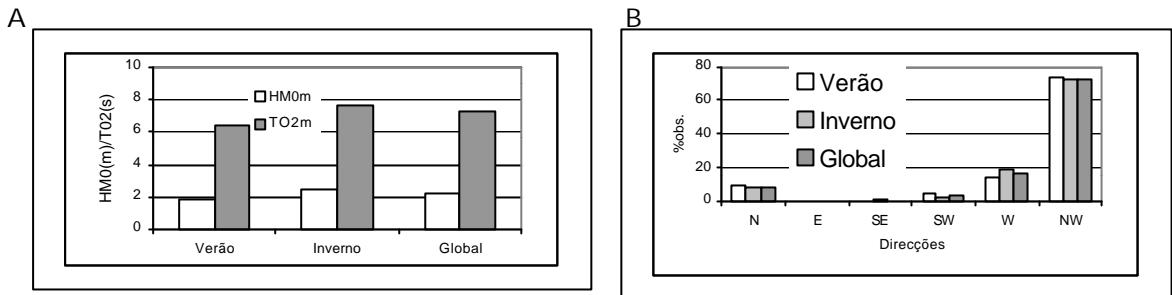 A
10
8
6
4
2
0
HM0(m)/T02(s)
HM0m
TO2m
Verão Inverno Global
B
80
60
40
20
0
%obs.
Verão
Inverno
Global
N E SE SW W NW
Direcções